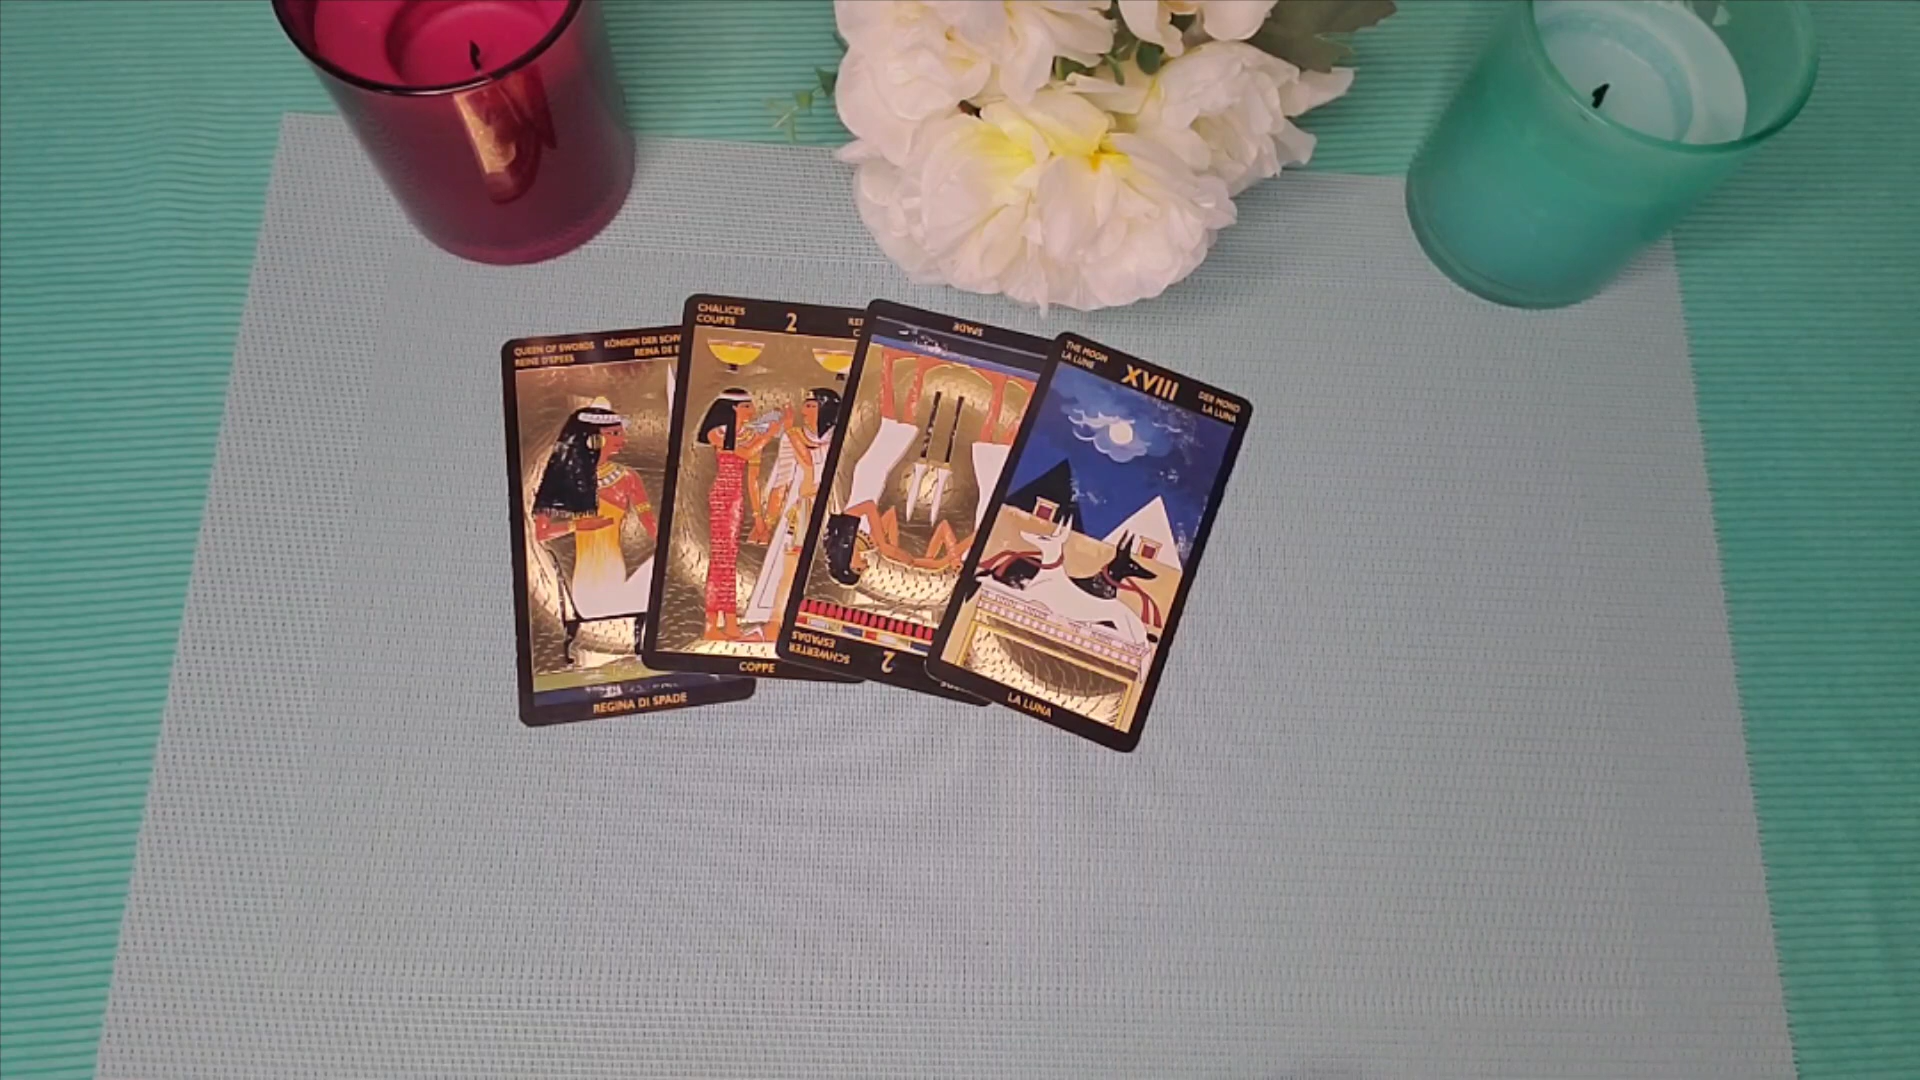 QUEEN OF SWORDS
REINE D'EPEES
KÖNIGIN DER SCHW
REINA DE E
REGINA DI SPADE
CHALICES
COUPES
2
COPPE
SPADE
SCHWERTER
ESPADAS
2
THE MOON
LA LUNE
XVIII
DER MOND
LA LUNA
LA LUNA